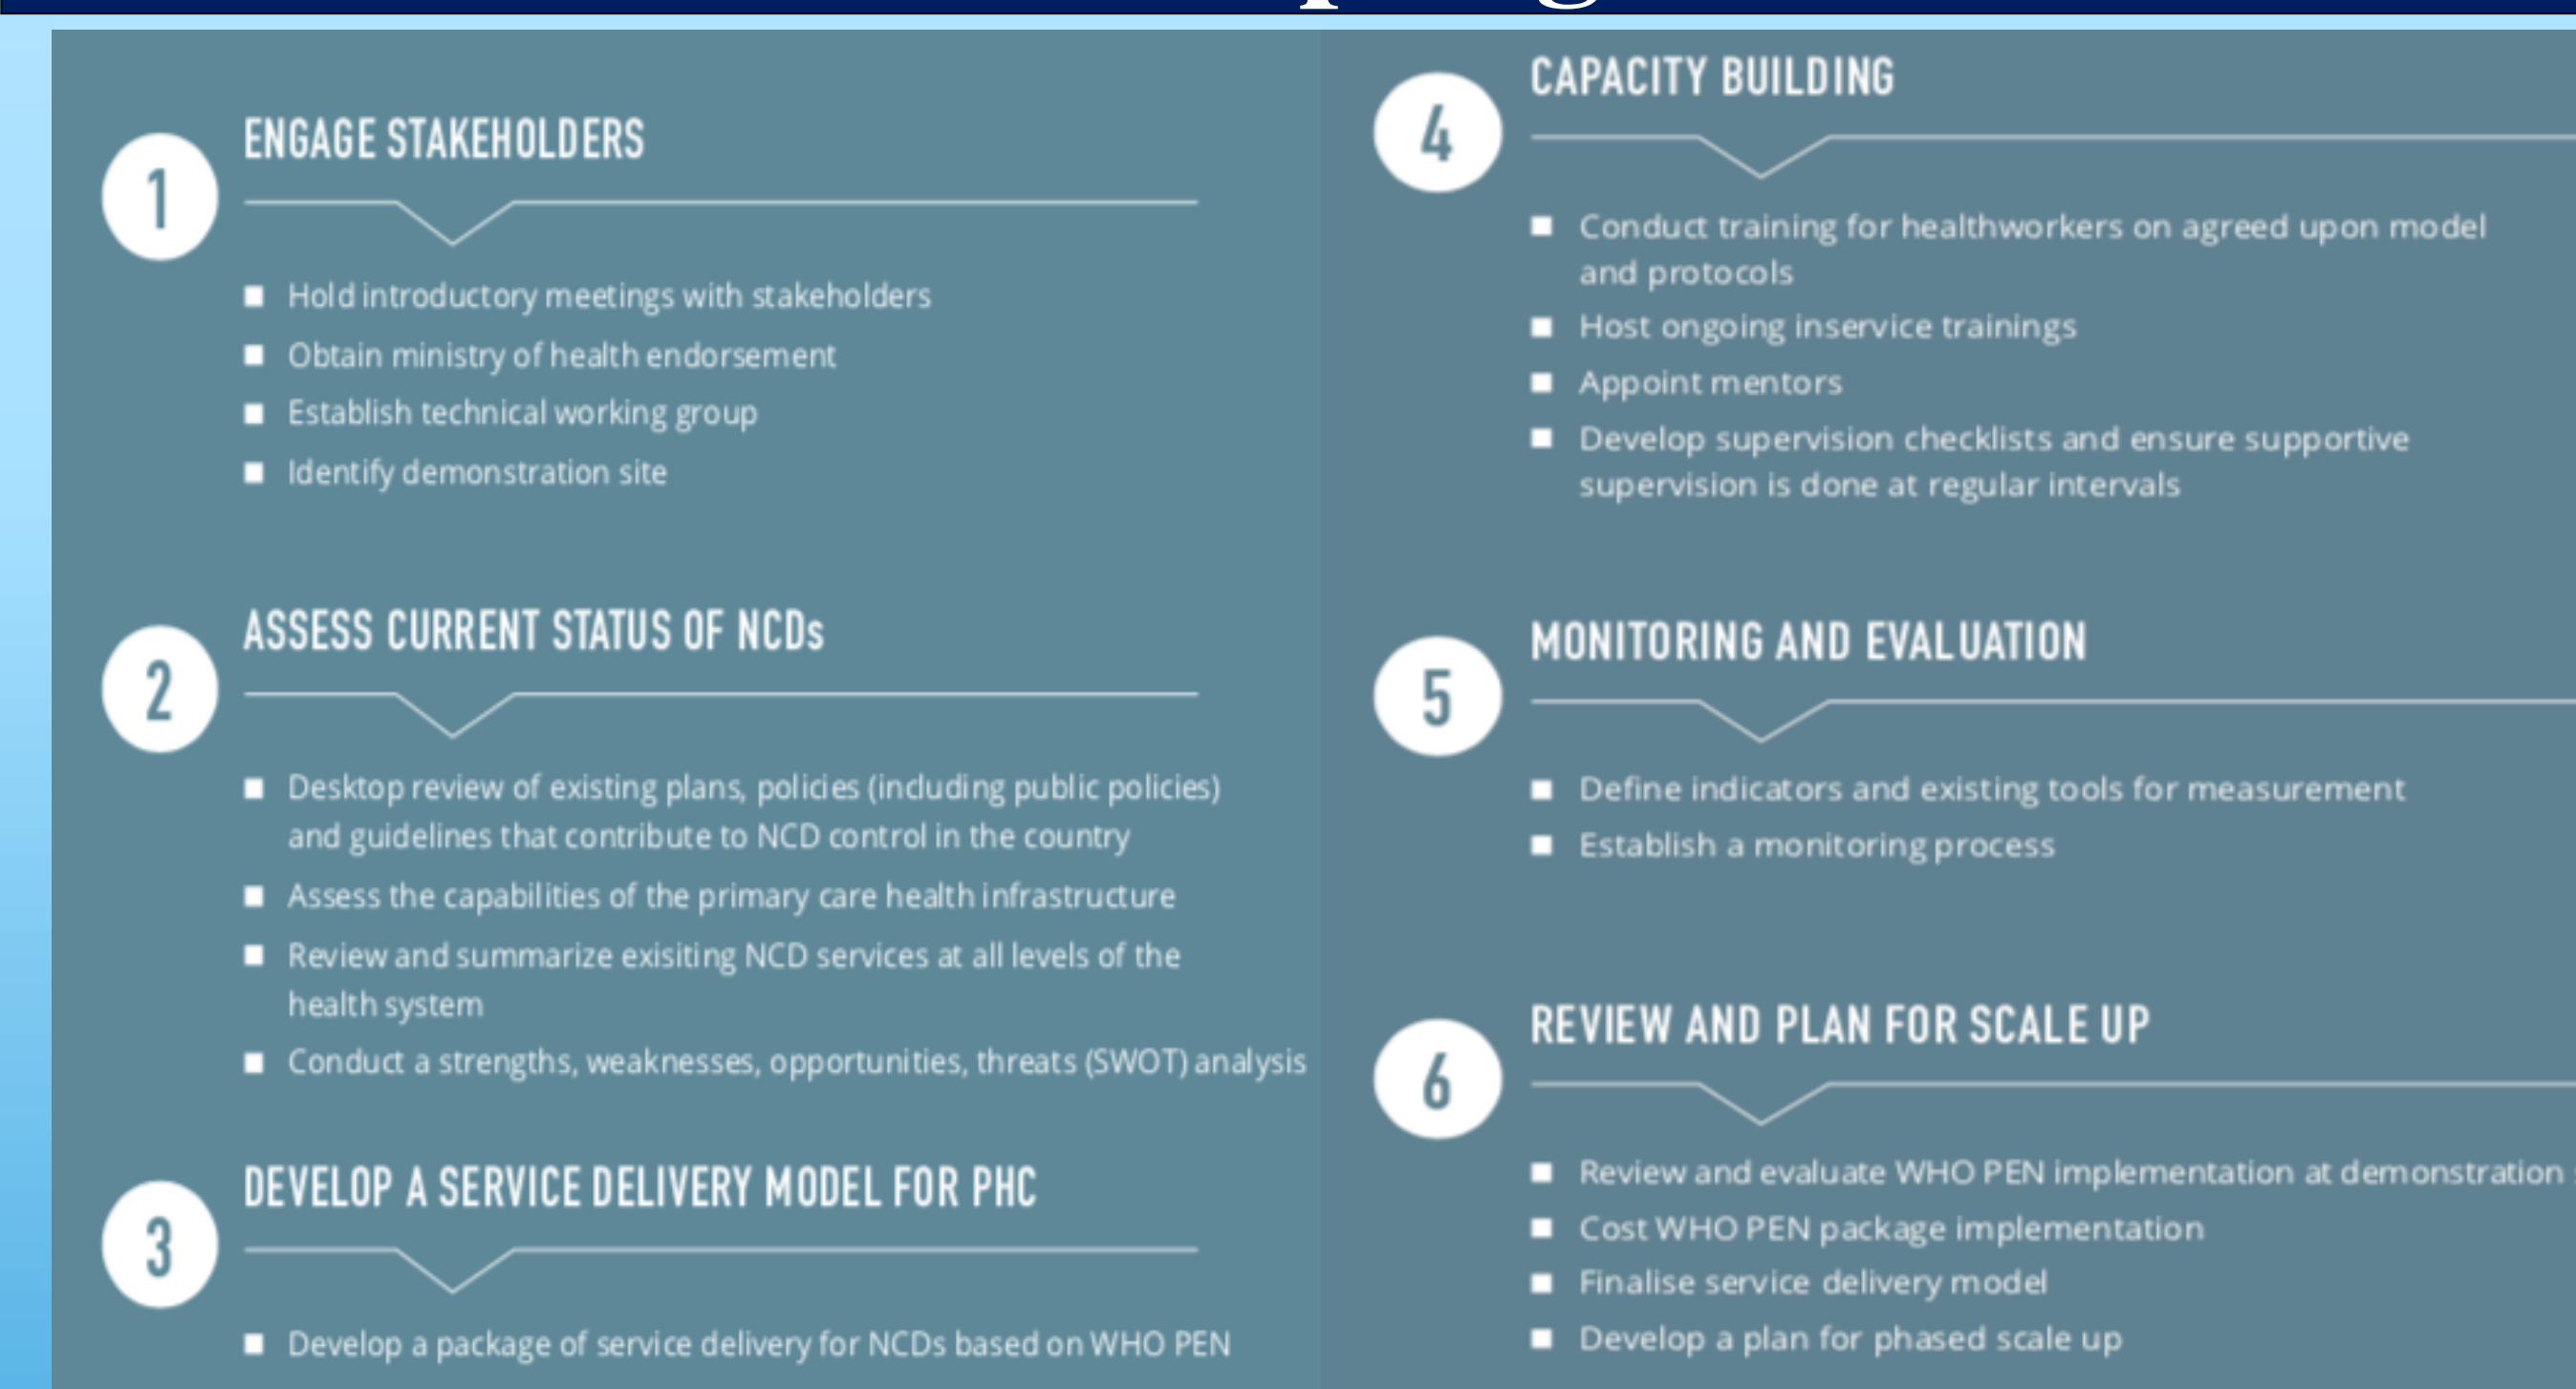 1
ENGAGE STAKEHOLDERS
■ Hold introductory meetings with stakeholders
■ Obtain ministry of health endorsement
■ Establish technical working group
■ Identify demonstration site
2
ASSESS CURRENT STATUS OF NCDs
■ Desktop review of existing plans, policies (including public policies)
and guidelines that contribute to NCD control in the country
■ Assess the capabilities of the primary care health infrastructure
■ Review and summarize exisiting NCD services at all levels of the
health system
■ Conduct a strengths, weaknesses, opportunities, threats (SWOT) analysis
3
DEVELOP A SERVICE DELIVERY MODEL FOR PHC
■ Develop a package of service delivery for NCDs based on WHO PEN
4
CAPACITY BUILDING
■ Conduct training for healthworkers on agreed upon model
and protocols
■ Host ongoing inservice trainings
■ Appoint mentors
■ Develop supervision checklists and ensure supportive
supervision is done at regular intervals
5
MONITORING AND EVALUATION
■ Define indicators and existing tools for measurement
■ Establish a monitoring process
6
REVIEW AND PLAN FOR SCALE UP
■ Review and evaluate WHO PEN implementation at demonstration
■ Cost WHO PEN package implementation
■ Finalise service delivery model
■ Develop a plan for phased scale up